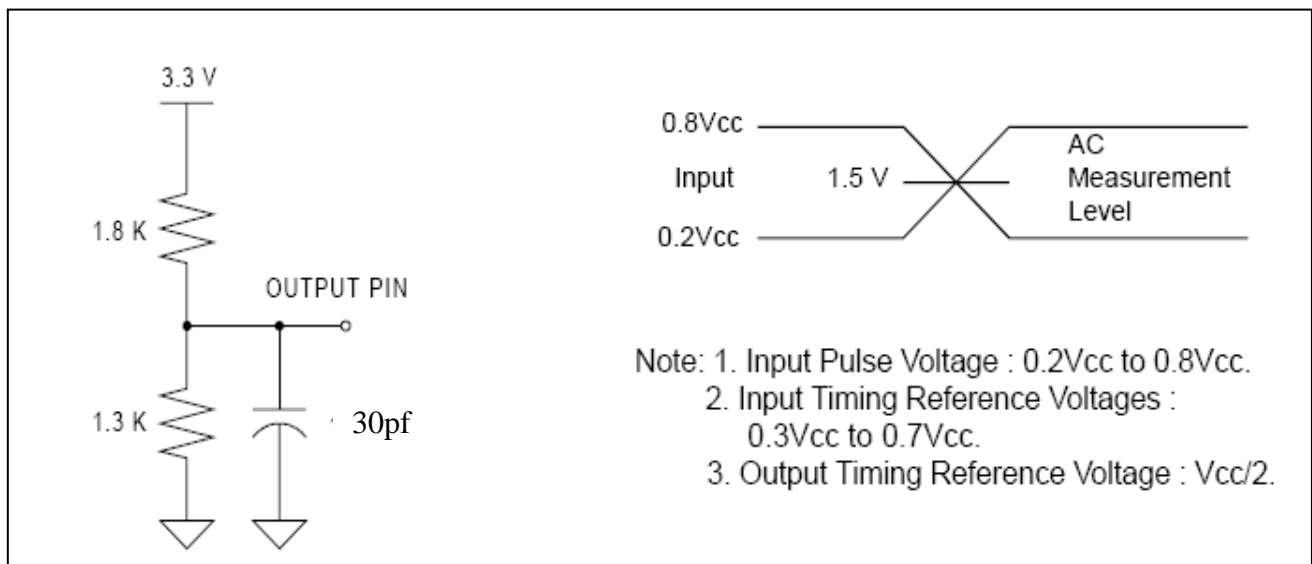 3.3 V
1.8 K
OUTPUT PIN
1.3 K
30pf
0.8Vcc
Input
1.5 V
0.2Vcc
AC
Measurement
Level
Note: 1. Input Pulse Voltage : 0.2Vcc to 0.8Vcc.
2. Input Timing Reference Voltages :
0.3Vcc to 0.7Vcc.
3. Output Timing Reference Voltage : Vcc/2.